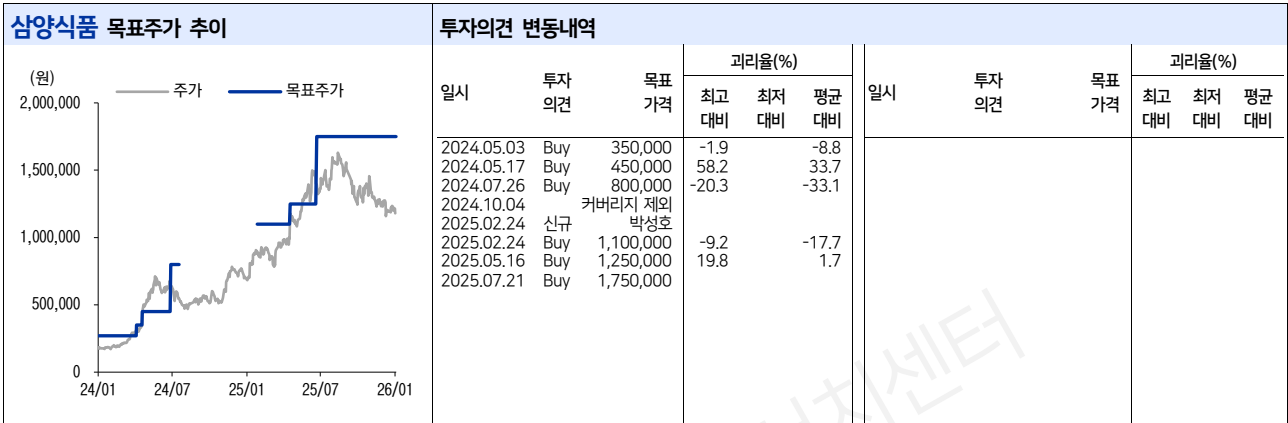 삼양식품 목표주가 추이
(원)
주가 목표주가
2,000,000
1,500,000
1,000,000
500,000
0
24/01 24/07 25/01 25/07 26/01
투자의견 변동내역
일시 투자의견 목표가격 괴리율(%)
최고대비 최저대비 평균대비
일시 투자의견 목표가격 괴리율(%)
최고대비 최저대비 평균대비
2024.05.03 Buy 350,000 -1.9 -8.8
2024.05.17 Buy 450,000 58.2 33.7
2024.07.26 Buy 800,000 -20.3 -33.1
2024.10.04 커버리지 제외
2025.02.24 신규 박성호
2025.02.24 Buy 1,100,000 -9.2 -17.7
2025.05.16 Buy 1,250,000 19.8 1.7
2025.07.21 Buy 1,750,000
센터